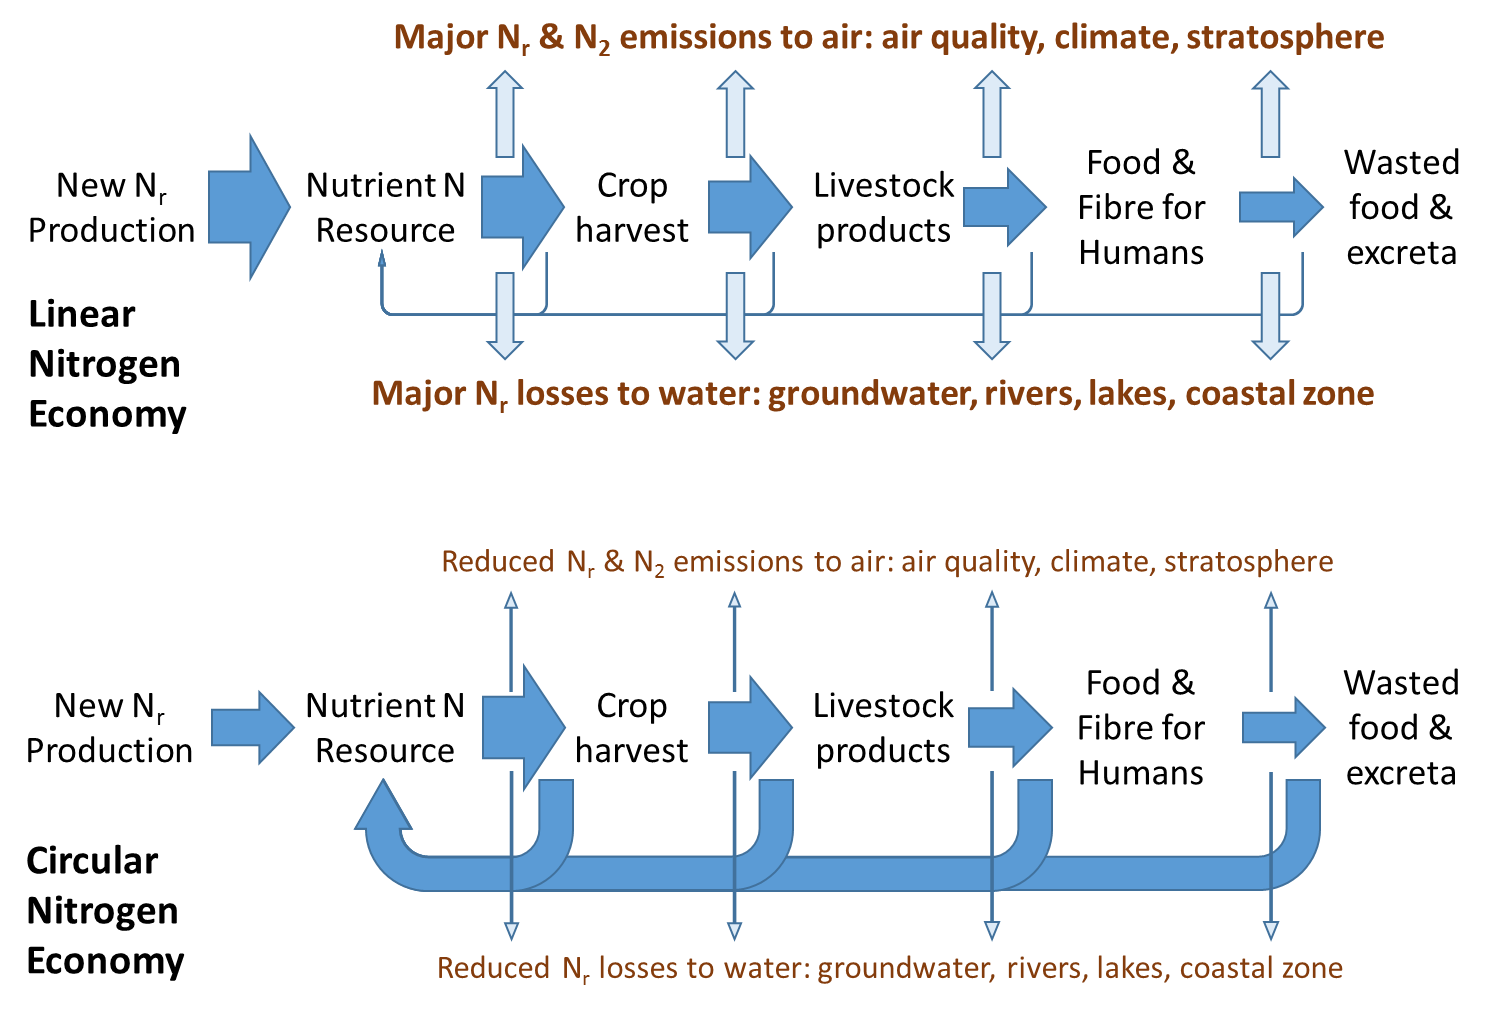 Major Nr & N2 emissions to air: air quality, climate, stratosphere
New Nr
Production
Nutrient N
Resource
Crop
harvest
Livestock
products
Food &
Fibre for
Humans
Wasted
food &
excreta
Linear
Nitrogen
Economy
Major Nr losses to water: groundwater, rivers, lakes, coastal zone
Reduced Nr & N2 emissions to air: air quality, climate, stratosphere
New Nr
Production
Nutrient N
Resource
Crop
harvest
Livestock
products
Food &
Fibre for
Humans
Wasted
food &
excreta
Circular
Nitrogen
Economy
Reduced Nr losses to water: groundwater, rivers, lakes, coastal zone